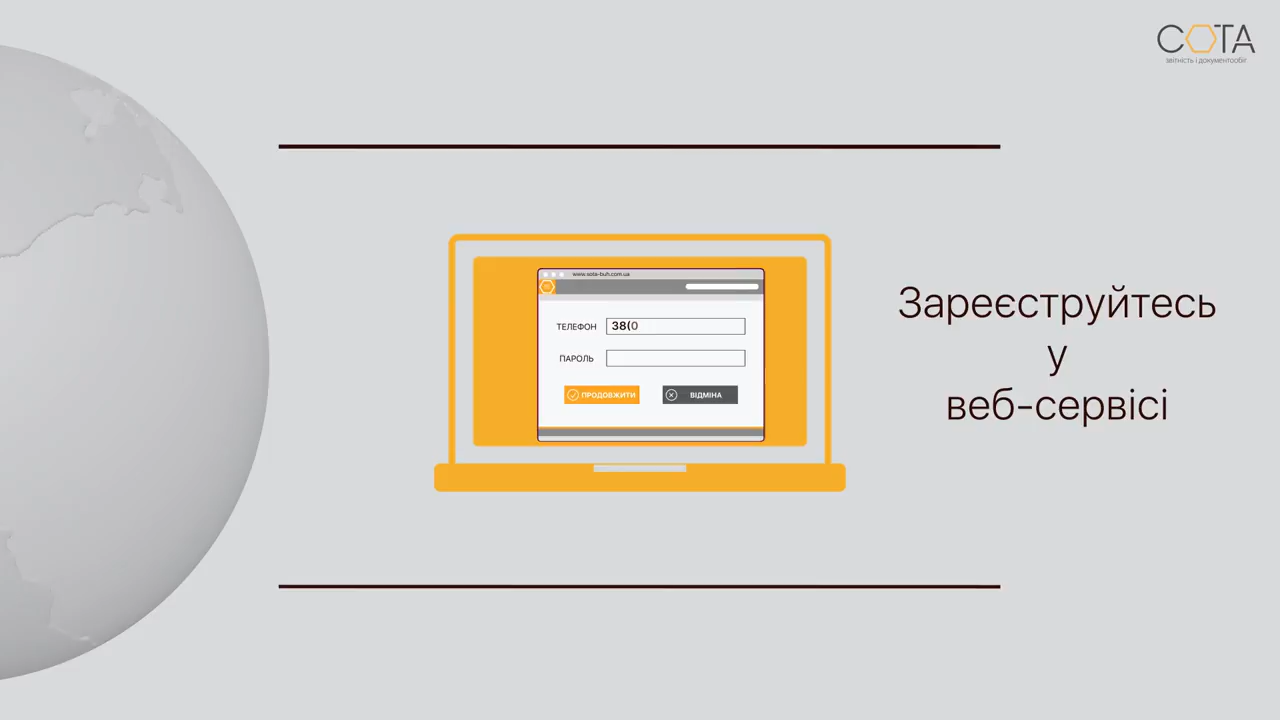 СОТА
звітність і документообіг
www.sota-buh.com.ua
ТЕЛЕФОН 38(0
ПАРОЛЬ
ПРОДОВЖИТИ ВІДМІНА
Зареєструйтесь
у
веб-сервісі